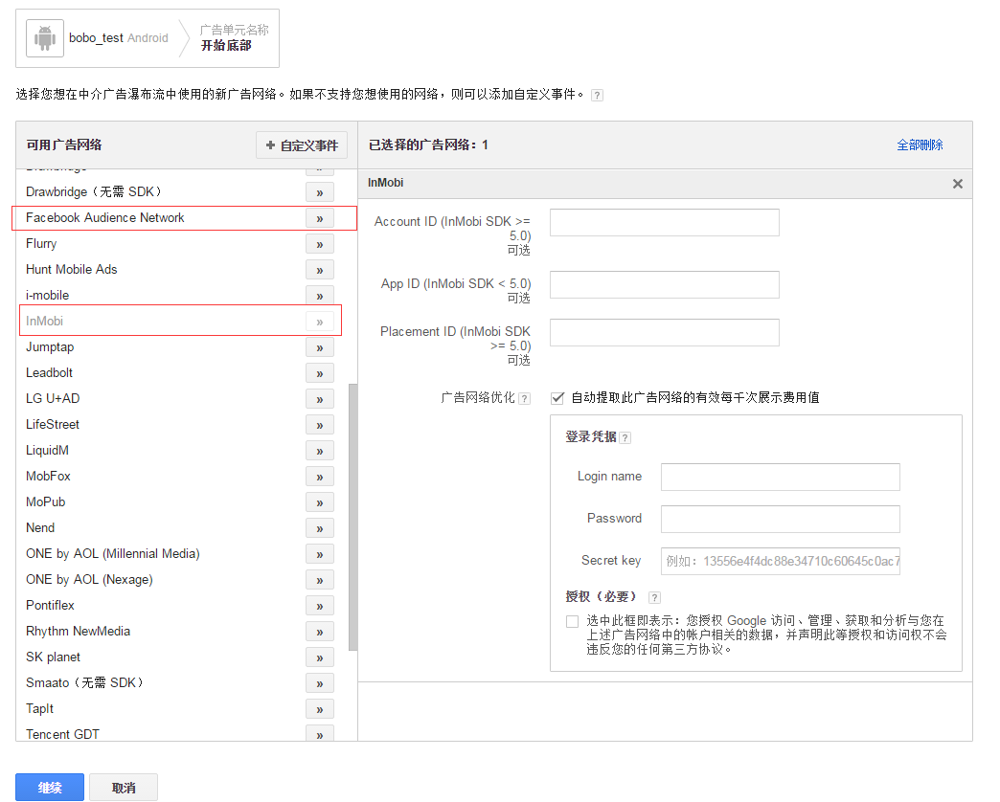 bobo_test Android
广告单元名称
开始底部
选择您想在中介广告瀑布流中使用的新广告网络。如果不支持您想使用的网络，则可以添加自定义事件。 ?
可用广告网络
+ 自定义事件
Drawbridge
»
Drawbridge（无需 SDK）
»
Facebook Audience Network
»
Flurry
»
Hunt Mobile Ads
»
i-mobile
»
InMobi
»
Jumptap
»
Leadbolt
»
LG U+AD
»
LifeStreet
»
LiquidM
»
MobFox
»
MoPub
»
Nend
»
ONE by AOL (Millennial Media)
»
ONE by AOL (Nexage)
»
Pontiflex
»
Rhythm NewMedia
»
SK planet
»
Smaato（无需 SDK）
»
TapIt
»
Tencent GDT
»
已选择的广告网络：1
全部删除
InMobi
Account ID (InMobi SDK >=
5.0)
可选
App ID (InMobi SDK < 5.0)
可选
Placement ID (InMobi SDK
>= 5.0)
可选
广告网络优化 ?
自动提取此广告网络的有效每千次展示费用值
登录凭据 ?
Login name
Password
Secret key
例如：13556e4f4dc88e34710c60645c0ac7
授权（必要） ?
选中此框即表示：您授权 Google 访问、管理、获取和分析与您在
上述广告网络中的帐户相关的数据，并声明此等授权和访问权不会
违反您的任何第三方协议。
继续
取消